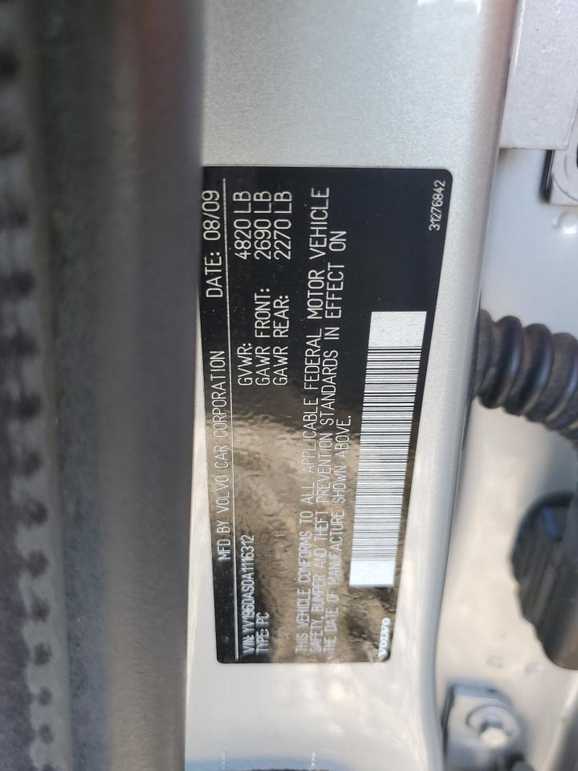 MFD BY VOLVO CAR CORPORATION DATE: 08/09
VIN: YV1960AS0A1116312 GVWR: 4820 LB
TYPE: PC GAWR FRONT: 2690 LB
GAWR REAR: 2270 LB
THIS VEHICLE CONFORMS TO ALL APPLICABLE FEDERAL MOTOR VEHICLE
SAFETY, BUMPER AND THEFT PREVENTION STANDARDS IN EFFECT ON
THE DATE OF MANUFACTURE SHOWN ABOVE.
VOLVO 31276842